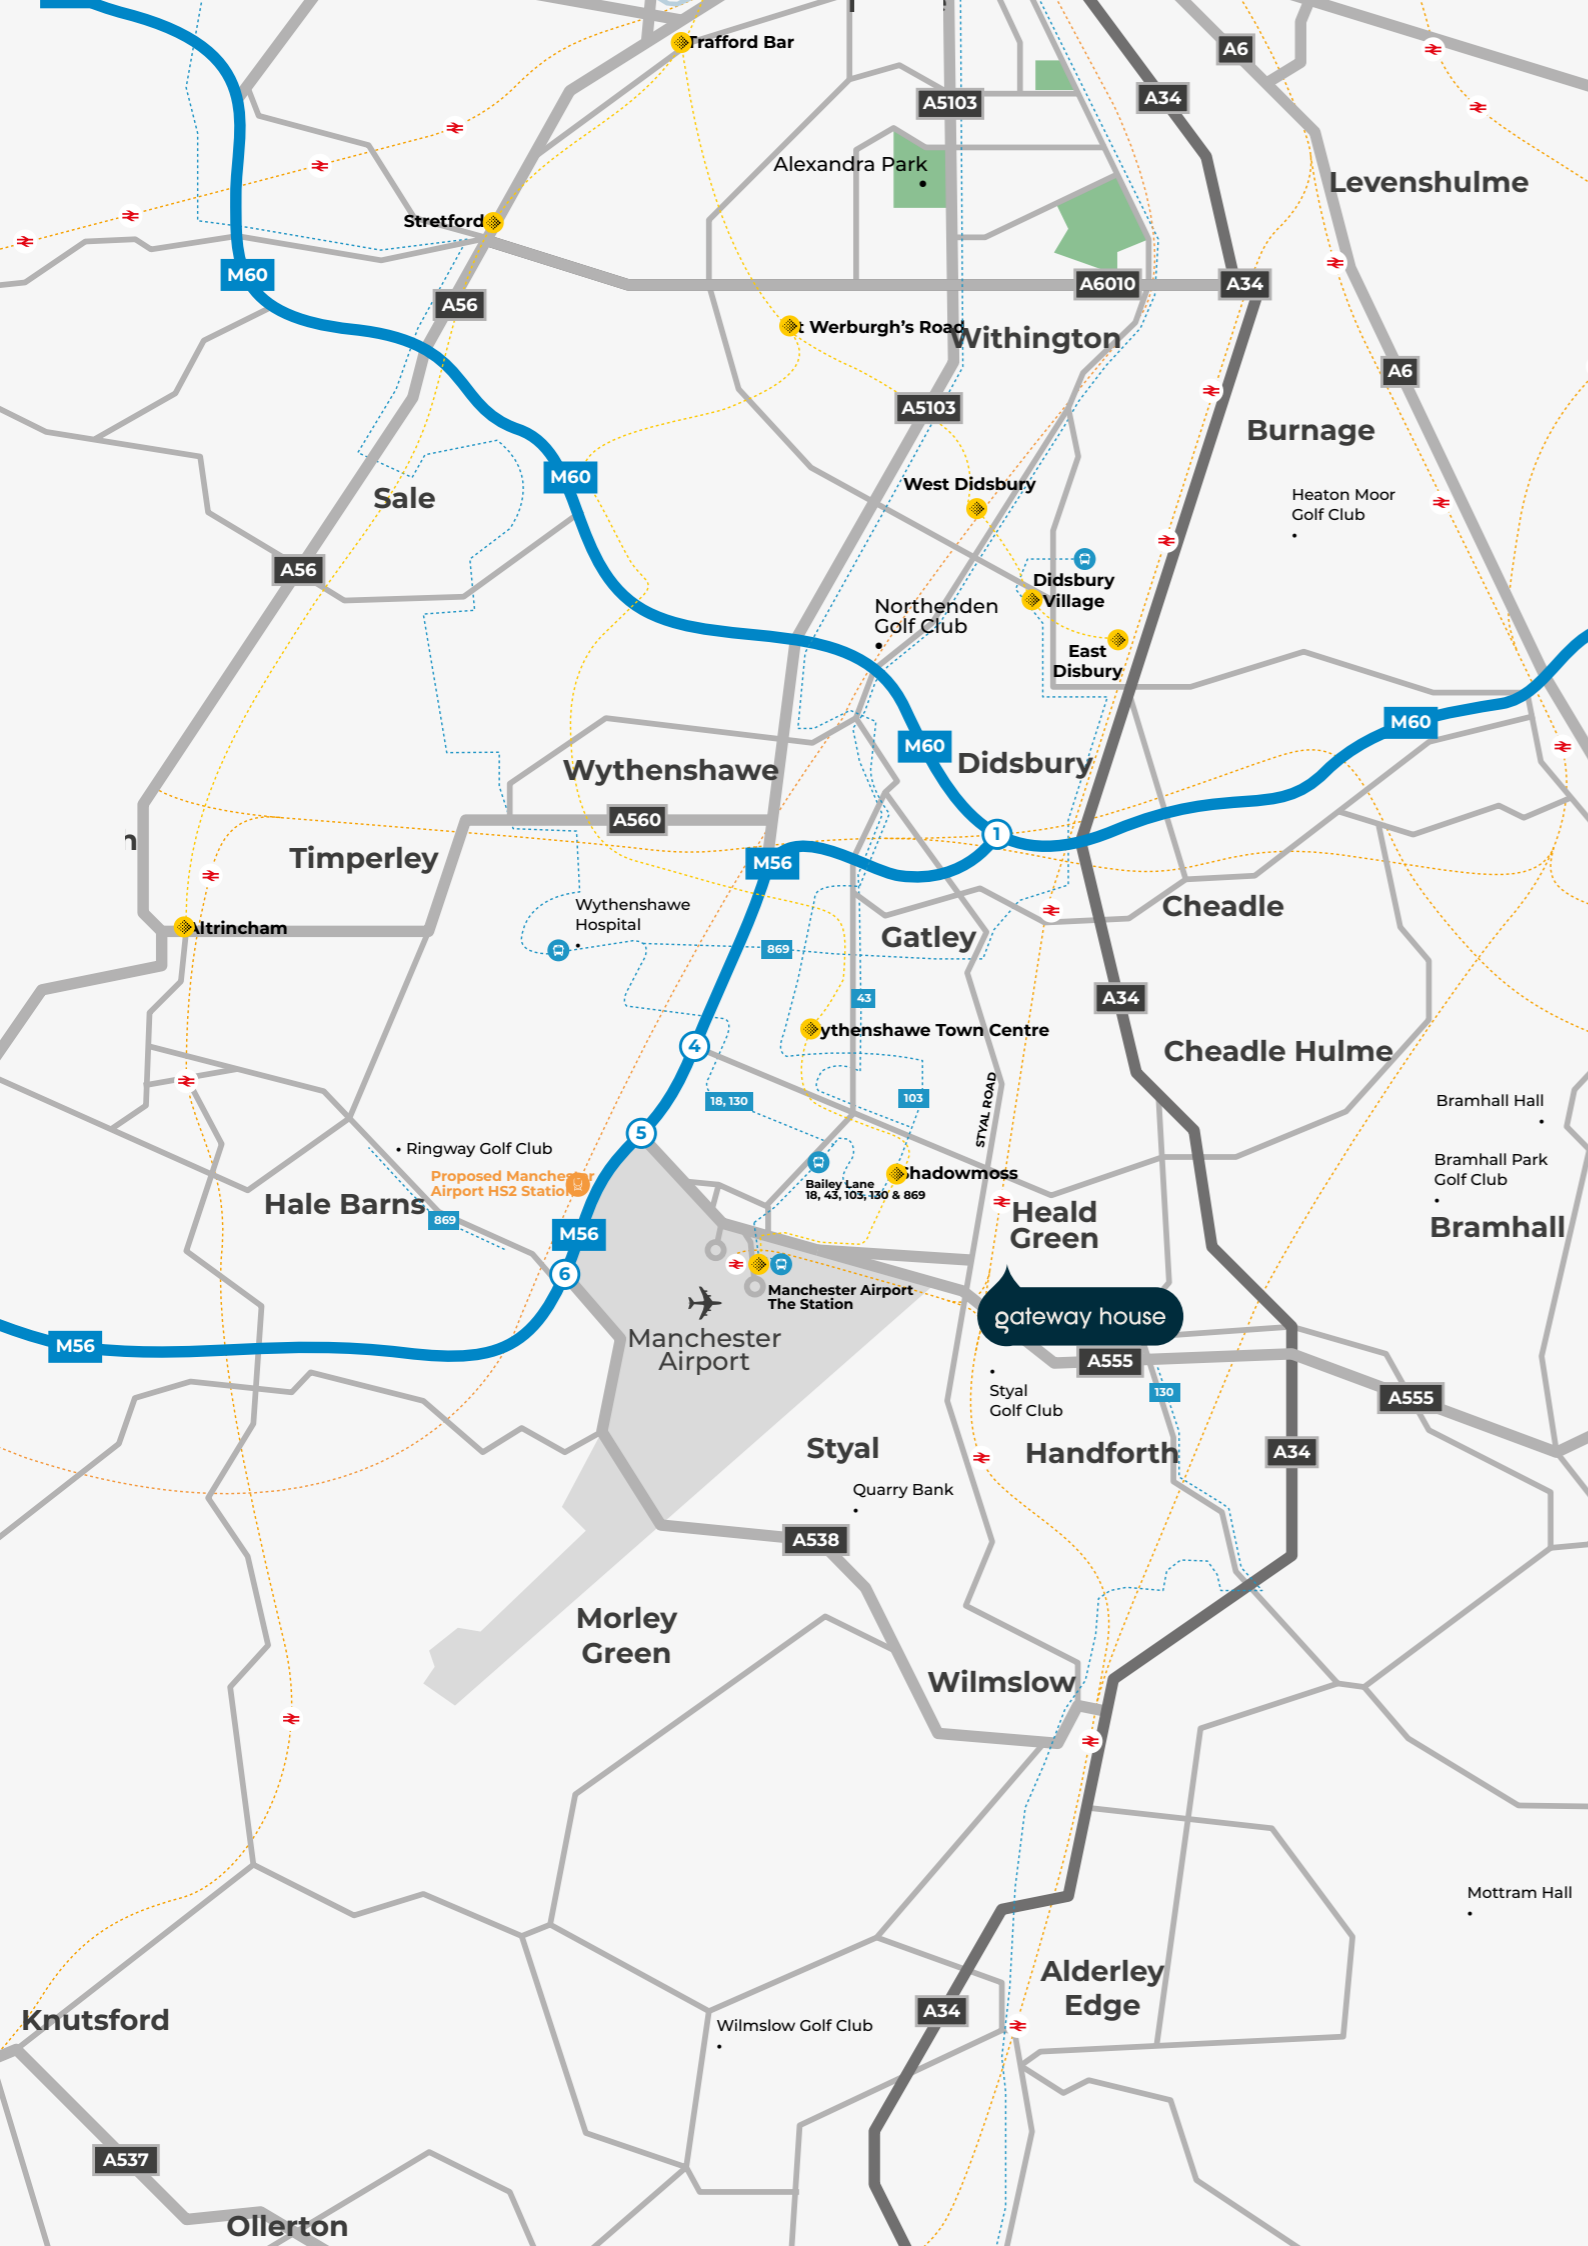 Trafford Bar
A6
A5103
A34
Alexandra Park
Levenshulme
Stretford
M60
A56
A6010
A34
t Werburgh's Road
Withington
A6
A5103
Burnage
M60
West Didsbury
Sale
Heaton Moor
Golf Club
A56
Didsbury
Village
Northenden
Golf Club
East
Disbury
M60
M60
Didsbury
Wythenshawe
A560
1
n
Timperley
M56
Wythenshawe
Hospital
Cheadle
Altrincham
Gatley
869
43
A34
ythenshawe Town Centre
4
Cheadle Hulme
18, 130
103
STYAL ROAD
Bramhall Hall
5
Ringway Golf Club
Bramhall Park
Golf Club
Proposed Manchester
Airport HS2 Station
Shadowmoss
Bailey Lane
18, 43, 103, 130 & 869
Hale Barns
869
Heald
Green
Bramhall
M56
6
Manchester Airport
The Station
gateway house
Manchester
Airport
M56
A555
Styal
Golf Club
130
A555
Styal
Handforth
A34
Quarry Bank
A538
Morley
Green
Wilmslow
Mottram Hall
Alderley
Edge
A34
Knutsford
Wilmslow Golf Club
A537
Ollerton